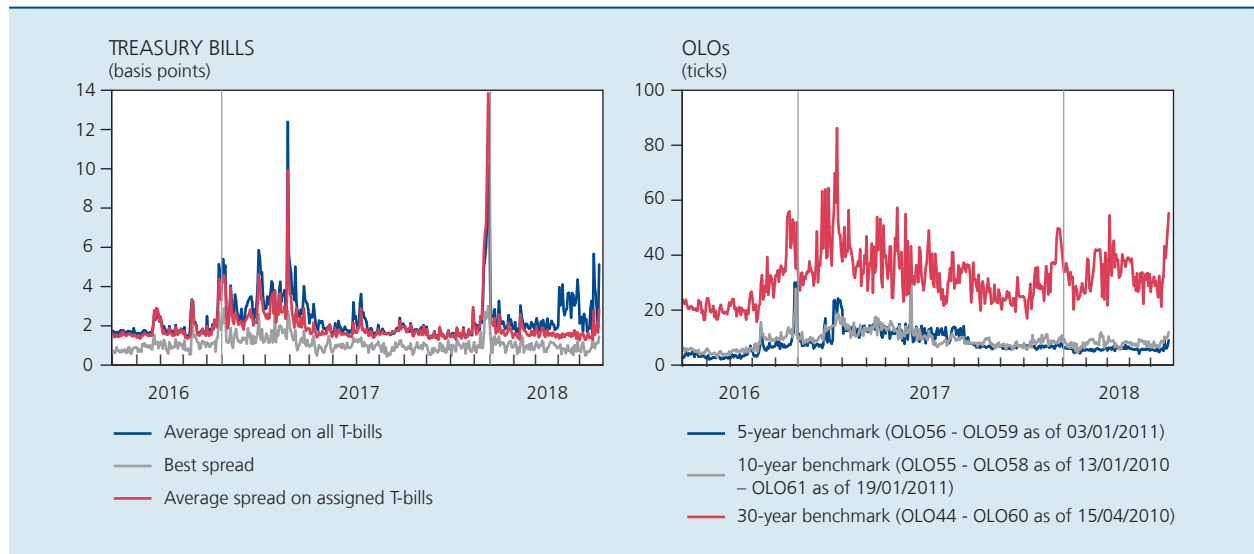 TREASURY BILLS
(basis points)
14
12
10
8
6
4
2
0
2016
2017
2018
Average spread on all T-bills
Best spread
Average spread on assigned T-bills
OLOs
(ticks)
100
80
60
40
20
0
2016
2017
2018
5-year benchmark (OLO56 - OLO59 as of 03/01/2011)
10-year benchmark (OLO55 - OLO58 as of 13/01/2010
– OLO61 as of 19/01/2011)
30-year benchmark (OLO44 - OLO60 as of 15/04/2010)